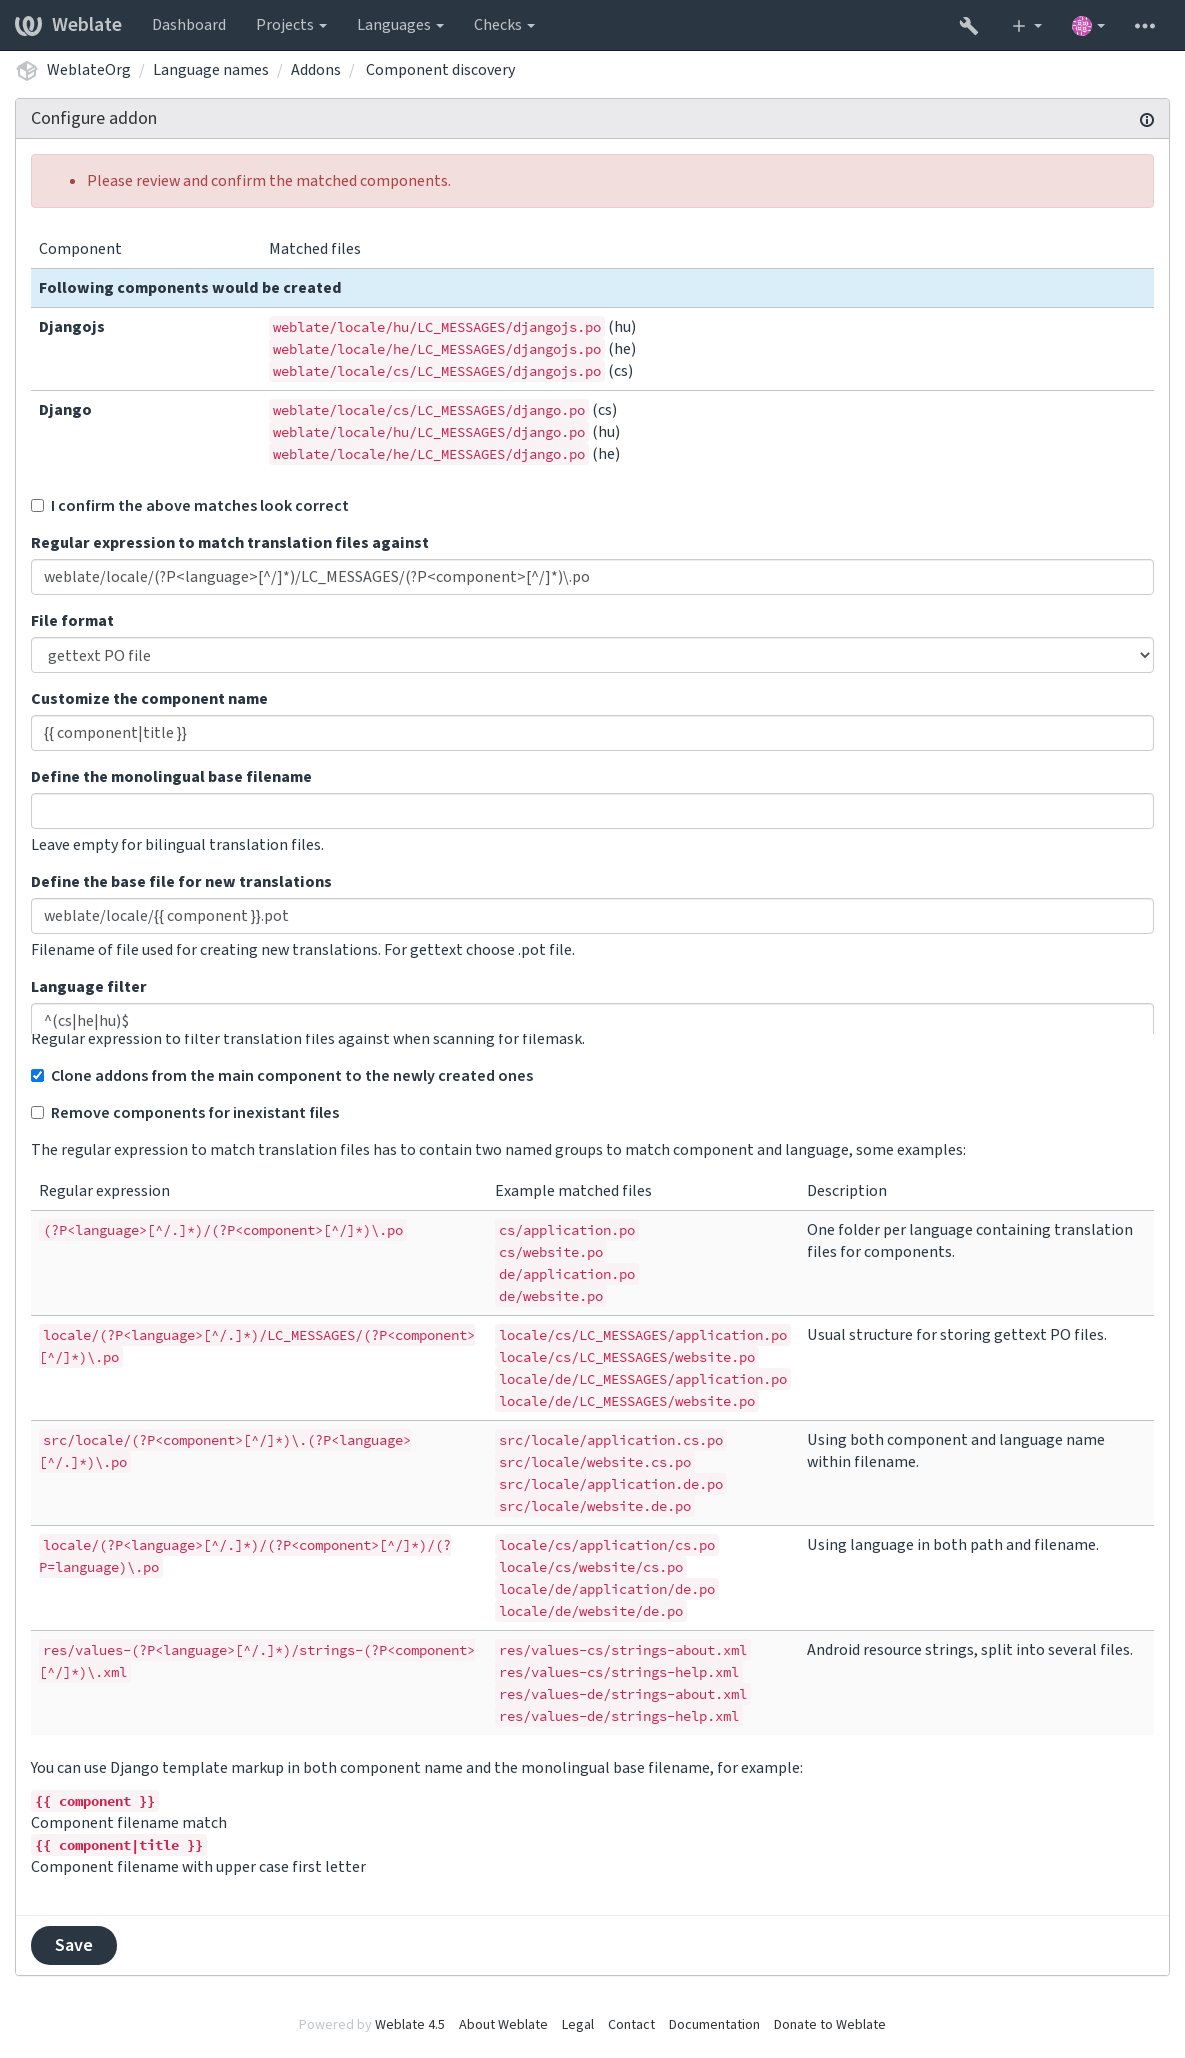 Weblate Dashboard Projects Languages Checks
WeblateOrg / Language names / Addons / Component discovery
Configure addon
Please review and confirm the matched components.
Component Matched files
Following components would be created
Djangojs weblate/locale/hu/LC_MESSAGES/djangojs.po (hu)
weblate/locale/he/LC_MESSAGES/djangojs.po (he)
weblate/locale/cs/LC_MESSAGES/djangojs.po (cs)
Django weblate/locale/cs/LC_MESSAGES/django.po (cs)
weblate/locale/hu/LC_MESSAGES/django.po (hu)
weblate/locale/he/LC_MESSAGES/django.po (he)
I confirm the above matches look correct
Regular expression to match translation files against
weblate/locale/(?P<language>[^/]*)/LC_MESSAGES/(?P<component>[^/]*)\.po
File format
gettext PO file
Customize the component name
{{ component|title }}
Define the monolingual base filename
Leave empty for bilingual translation files.
Define the base file for new translations
weblate/locale/{{ component }}.pot
Filename of file used for creating new translations. For gettext choose .pot file.
Language filter
^(cs|he|hu)$
Regular expression to filter translation files against when scanning for filemask.
Clone addons from the main component to the newly created ones
Remove components for inexistant files
The regular expression to match translation files has to contain two named groups to match component and language, some examples:
Regular expression Example matched files Description
(?P<language>[^/.]*)/(?P<component>[^/]*)\.po cs/application.po One folder per language containing translation
cs/website.po files for components.
de/application.po
de/website.po
locale/(?P<language>[^/.]*)/LC_MESSAGES/(?P<component> locale/cs/LC_MESSAGES/application.po Usual structure for storing gettext PO files.
[^/]*)\.po locale/cs/LC_MESSAGES/website.po
locale/de/LC_MESSAGES/application.po
locale/de/LC_MESSAGES/website.po
src/locale/(?P<component>[^/]*)\.(?P<language> src/locale/application.cs.po Using both component and language name
[^/.]*)\.po src/locale/website.cs.po within filename.
src/locale/application.de.po
src/locale/website.de.po
locale/(?P<language>[^/.]*)/(?P<component>[^/]*)/(? locale/cs/application/cs.po Using language in both path and filename.
P=language)\.po locale/cs/website/cs.po
locale/de/application/de.po
locale/de/website/de.po
res/values-(?P<language>[^/.]*)/strings-(?P<component> res/values-cs/strings-about.xml Android resource strings, split into several files.
[^/]*)\.xml res/values-cs/strings-help.xml
res/values-de/strings-about.xml
res/values-de/strings-help.xml
You can use Django template markup in both component name and the monolingual base filename, for example:
{{ component }}
Component filename match
{{ component|title }}
Component filename with upper case first letter
Save
Powered by Weblate 4.5 About Weblate Legal Contact Documentation Donate to Weblate